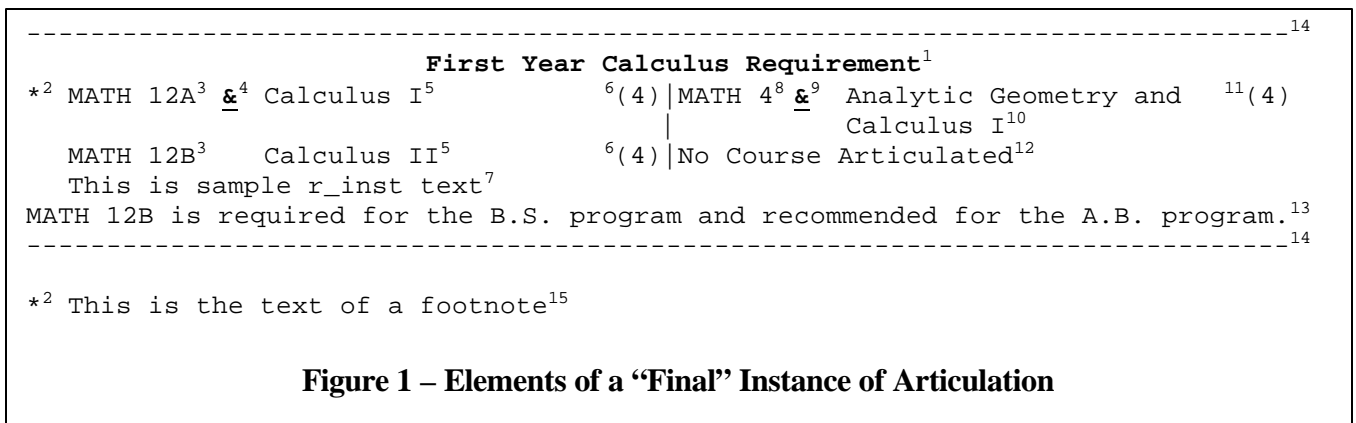 ------------------------------------------------------------------------------14
First Year Calculus Requirement1
*2 MATH 12A3 &4 Calculus I5 6(4)|MATH 48 &9 Analytic Geometry and 11(4)
| Calculus I10
MATH 12B3 Calculus II5 6(4)|No Course Articulated12
This is sample r_inst text7
MATH 12B is required for the B.S. program and recommended for the A.B. program.13
------------------------------------------------------------------------------14
*2 This is the text of a footnote15
Figure 1 – Elements of a “Final” Instance of Articulation